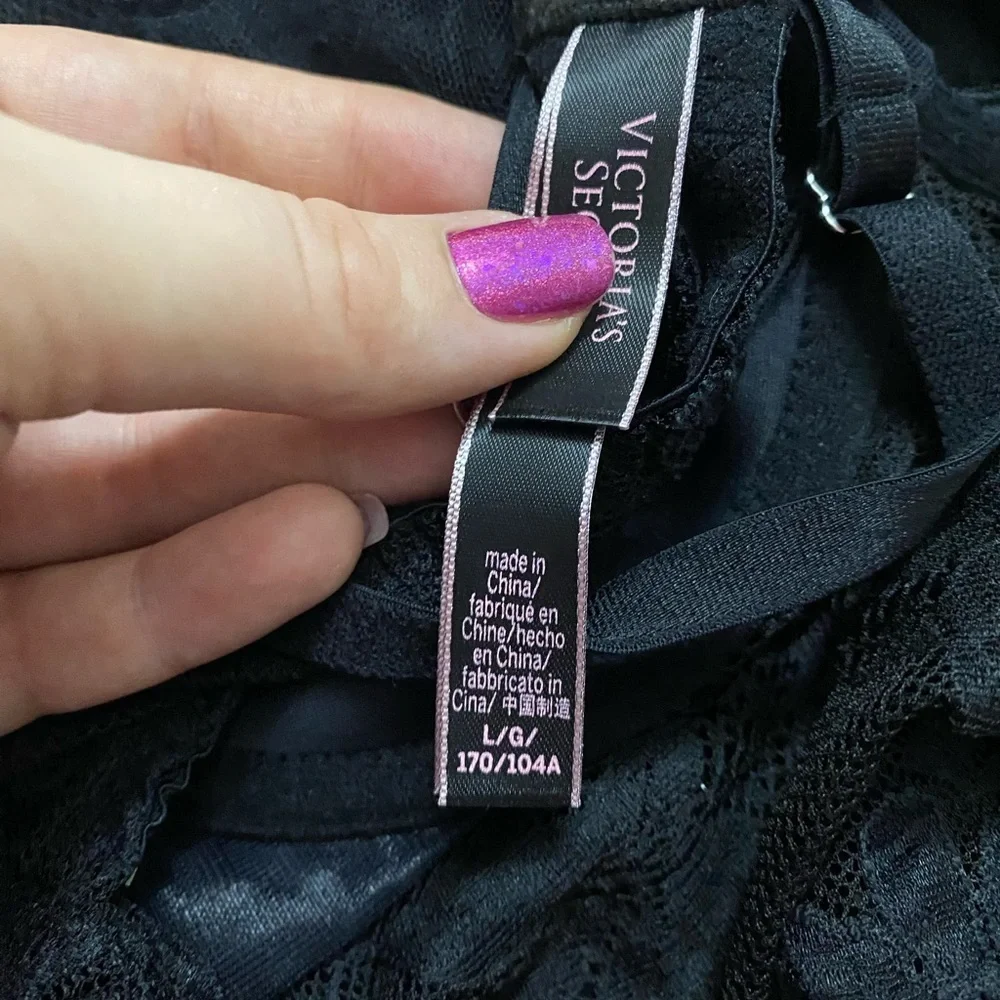 VICTORIA'S
SE
made in
China/
fabriqué en
Chine/hecho
en China/
fabbricato in
Cina/ 中国制造
L/G/
170/104A